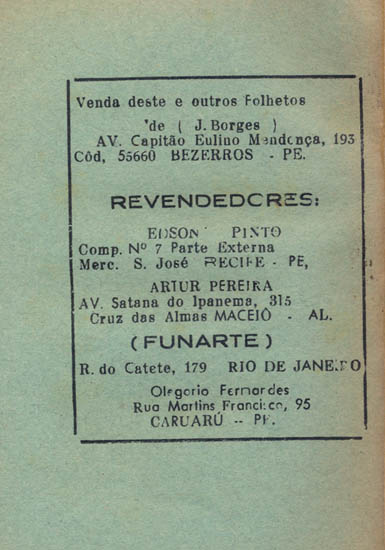 Venda deste e outros Folhetos
de ( J. Borges )
AV. Capitão Eulino Mendonça, 193
Côd, 55660 BEZERROS - PE.
REVENDEDORES:
EDSON PINTO
Comp. Nº 7 Parte Externa
Merc. S. José RECIFE - PE,
ARTUR PEREIRA
AV. Satana do Ipanema, 315
Cruz das Almas MACEIÓ - AL.
( FUNARTE )
R. do Catete, 179 RIO DE JANEIRO
Olegario Fernardes
Rua Martins Francisco, 95
CARUARÚ -- PE.